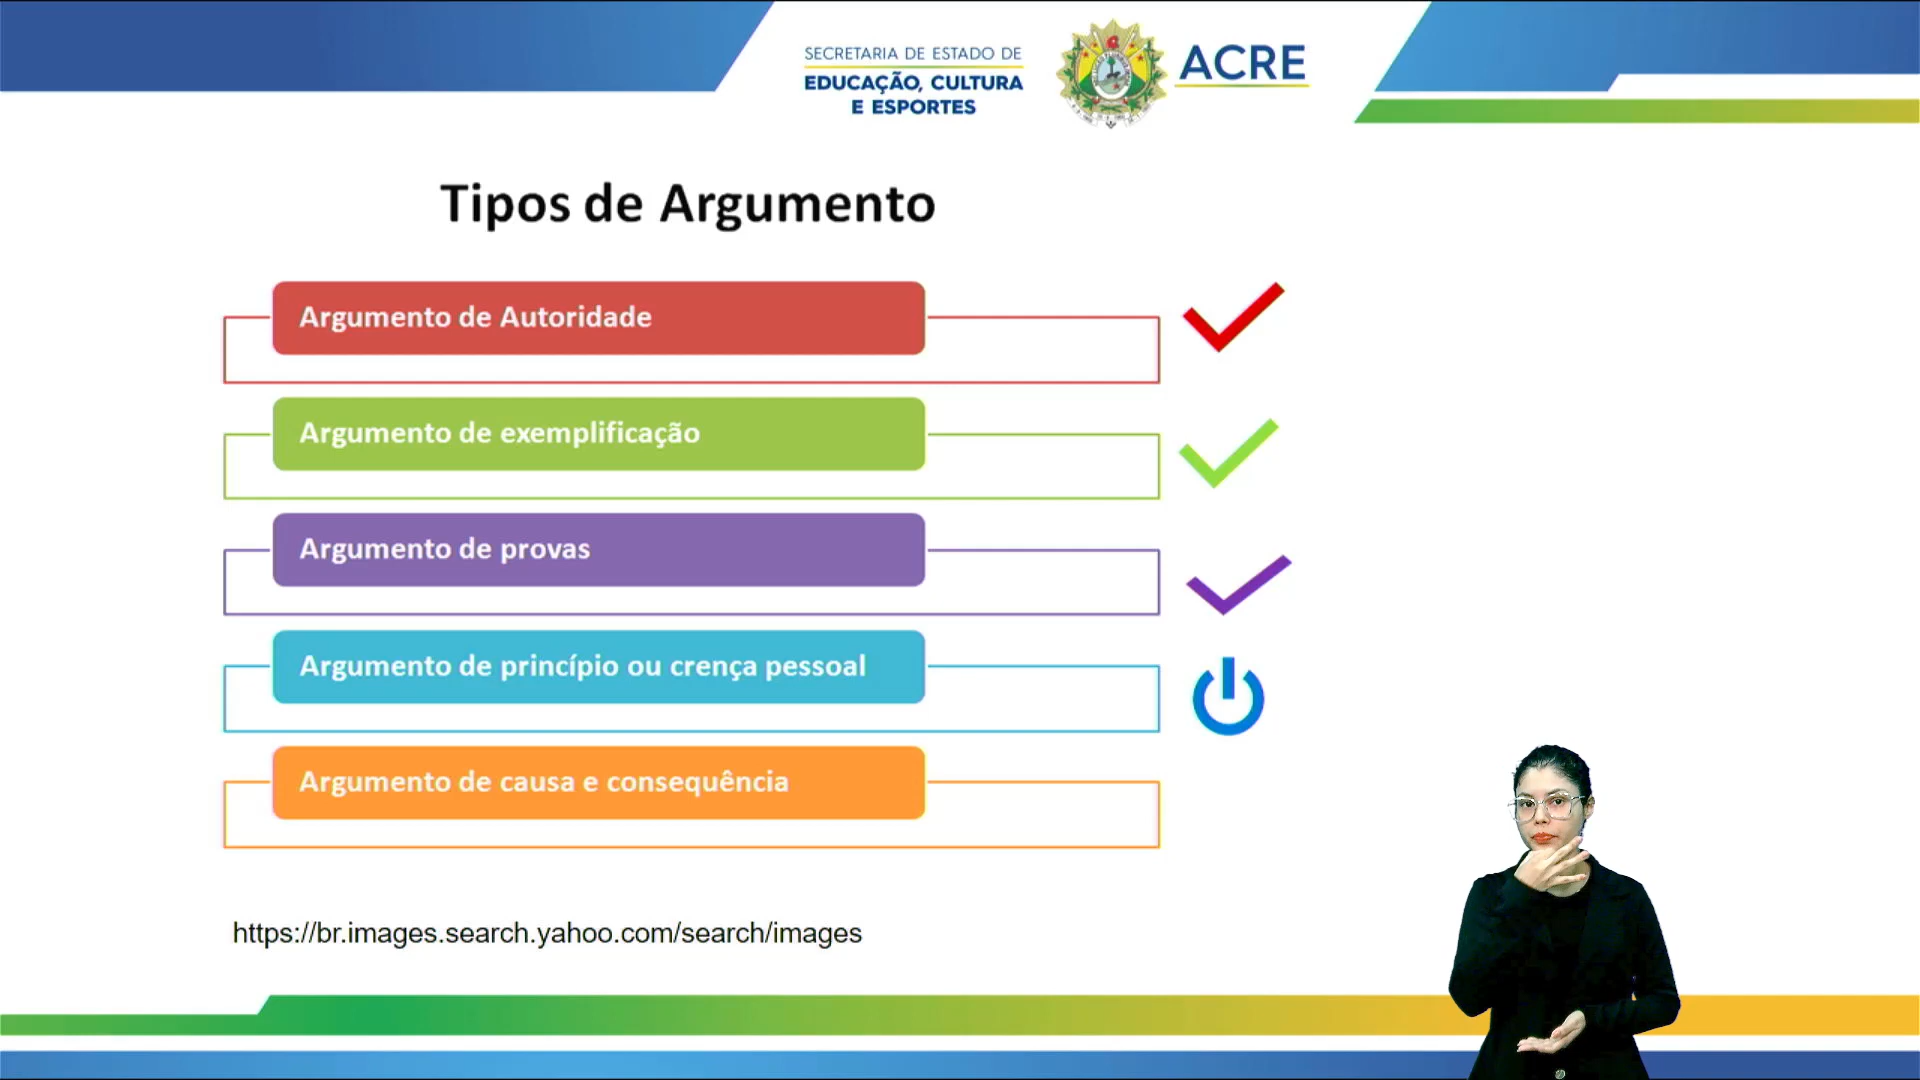 SECRETARIA DE ESTADO DE
EDUCAÇÃO, CULTURA
E ESPORTES
ACRE
Tipos de Argumento
Argumento de Autoridade
Argumento de exemplificação
Argumento de provas
Argumento de princípio ou crença pessoal
Argumento de causa e consequência
https://br.images.search.yahoo.com/search/images